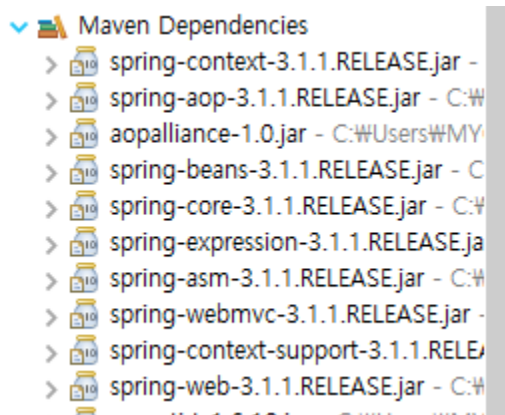 Maven Dependencies
spring-context-3.1.1.RELEASE.jar -
spring-aop-3.1.1.RELEASE.jar - C:₩
aopalliance-1.0.jar - C:₩Users₩MY
spring-beans-3.1.1.RELEASE.jar - C
spring-core-3.1.1.RELEASE.jar - C:₩
spring-expression-3.1.1.RELEASE.ja
spring-asm-3.1.1.RELEASE.jar - C:₩
spring-webmvc-3.1.1.RELEASE.jar -
spring-context-support-3.1.1.RELEA
spring-web-3.1.1.RELEASE.jar - C:₩